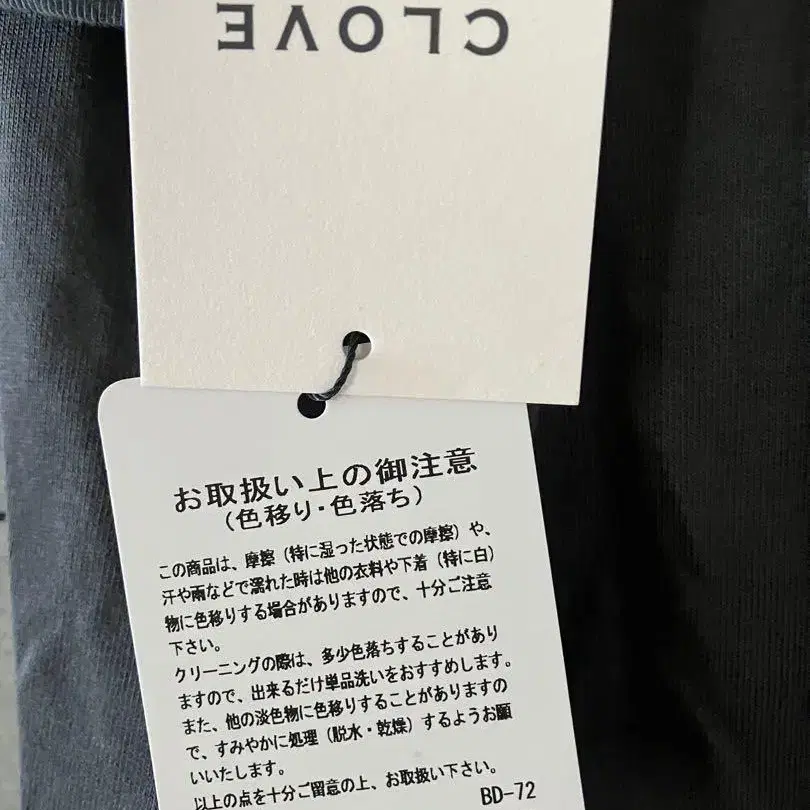 CLOVE
お取扱い上の御注意
(色移り・色落ち)
この商品は、摩擦（特に湿った状態での摩擦）や、
汗や雨などで濡れた時は他の衣料や下着（特に白）
物に色移りする場合がありますので、十分ご注意
下さい。
クリーニングの際は、多少色落ちすることがあり
ますので、出来るだけ単品洗いをおすすめします。
また、他の淡色物に色移りすることがありますの
で、すみやかに処理（脱水・乾燥）するようお願
いいたします。
以上の点を十分ご留意の上、お取扱い下さい。
BD-72